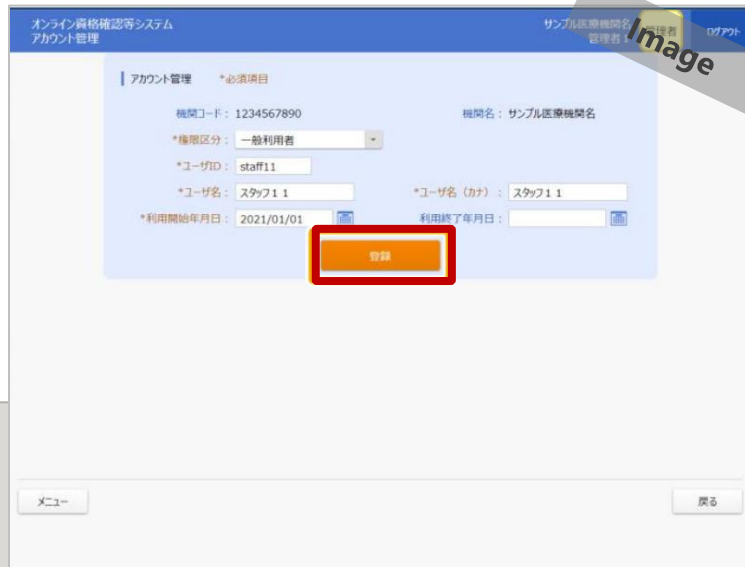 オンライン資格確認等システム
アカウント管理
サンプル医療機関名
管理者1
管理者
ログアウト
Image
アカウント管理 *必須項目
機関コード: 1234567890 機関名: サンプル医療機関名
*権限区分: 一般利用者
*ユーザID: staff11
*ユーザ名: スタッフ11 *ユーザ名(カナ): スタッフ11
*利用開始年月日: 2021/01/01 利用終了年月日:
登録
メニュー 戻る